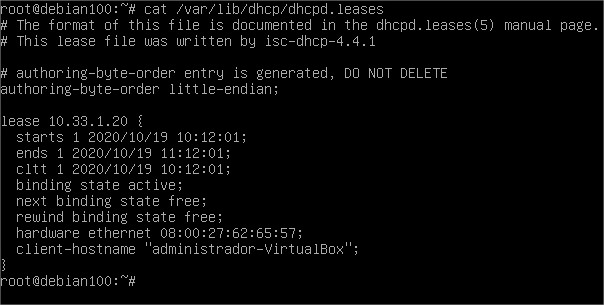 root@debian100:~# cat /var/lib/dhcp/dhcpd.leases
# The format of this file is documented in the dhcpd.leases(5) manual page.
# This lease file was written by isc-dhcp-4.4.1

# authoring-byte-order entry is generated, DO NOT DELETE
authoring-byte-order little-endian;

lease 10.33.1.20 {
  starts 1 2020/10/19 10:12:01;
  ends 1 2020/10/19 11:12:01;
  cltt 1 2020/10/19 10:12:01;
  binding state active;
  next binding state free;
  rewind binding state free;
  hardware ethernet 08:00:27:62:65:57;
  client-hostname "administrador-VirtualBox";
}
root@debian100:~#